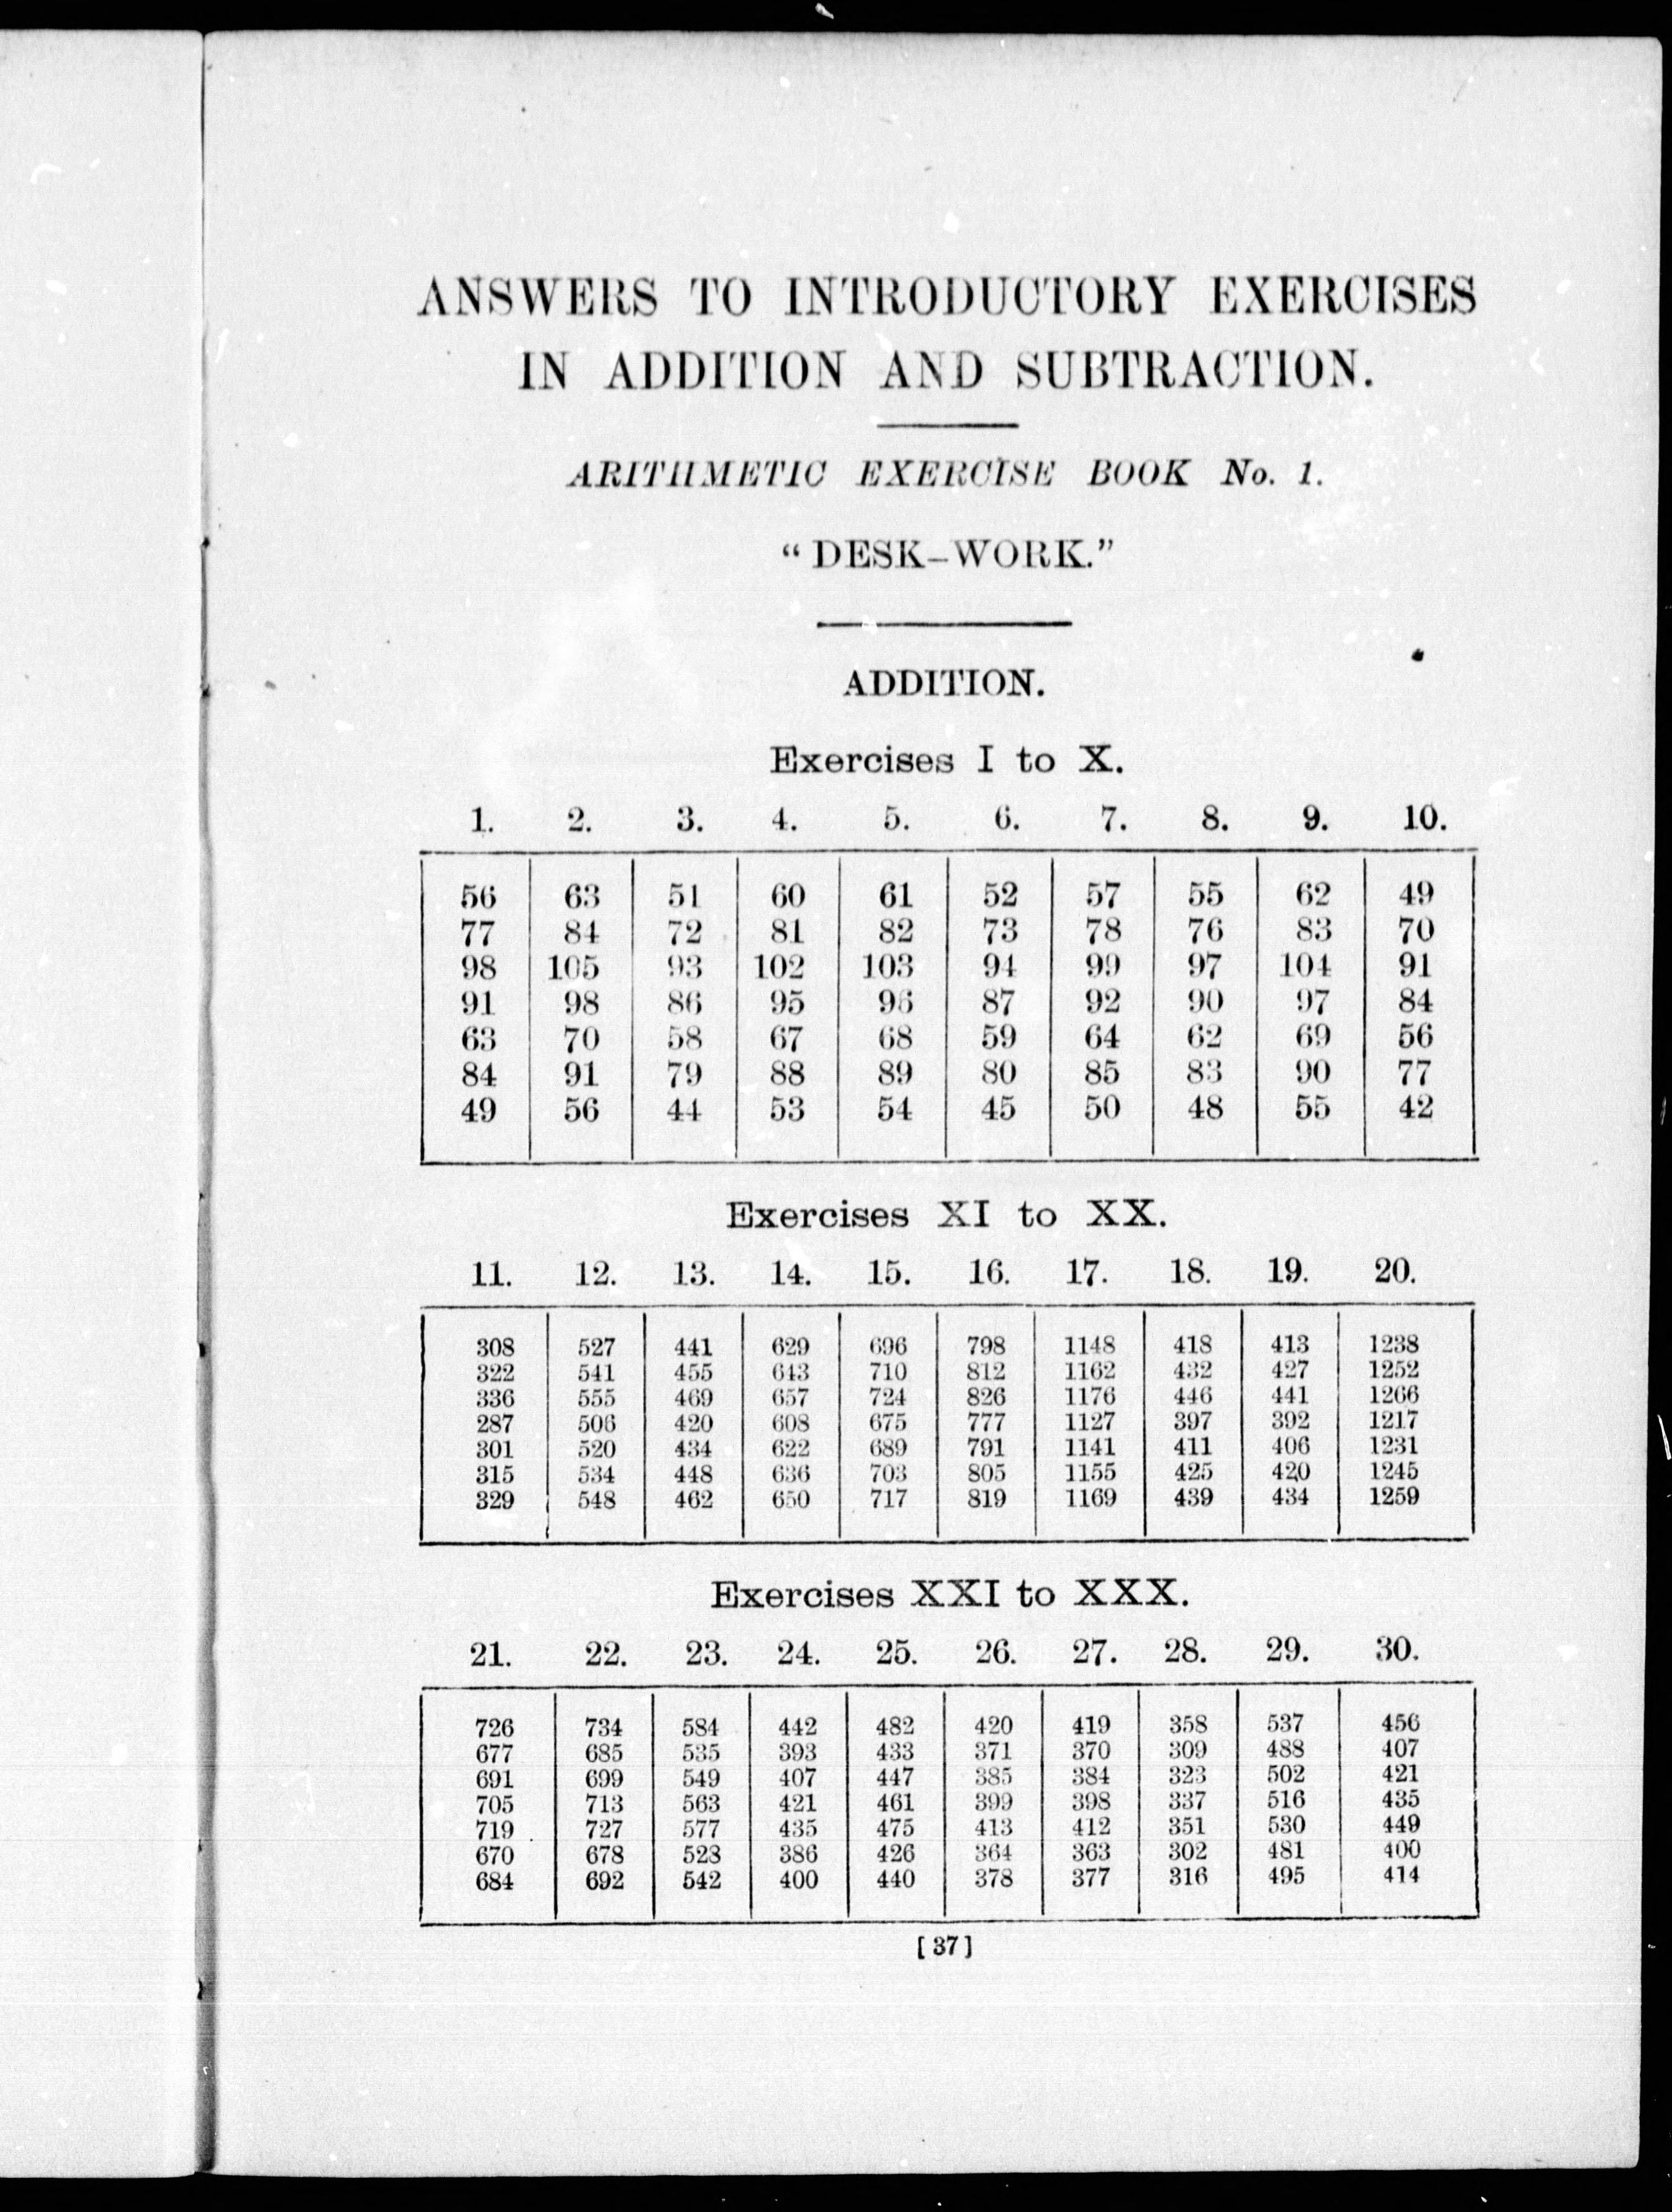 ANSWERS TO INTRODUCTORY EXERCISES
IN ADDITION AND SUBTRACTION.
ARITHMETIC EXERCISE BOOK No. 1.
“DESK-WORK.”
ADDITION.
Exercises I to X.
1. 2. 3. 4. 5. 6. 7. 8. 9. 10.
56 63 51 60 61 52 57 55 62 49
77 84 72 81 82 73 78 76 83 70
98 105 93 102 103 94 99 97 104 91
91 98 86 95 96 87 92 90 97 84
63 70 58 67 68 59 64 62 69 56
84 91 79 88 89 80 85 83 90 77
49 56 44 53 54 45 50 48 55 42
Exercises XI to XX.
11. 12. 13. 14. 15. 16. 17. 18. 19. 20.
308 527 441 629 696 798 1148 418 413 1238
322 541 455 643 710 812 1162 432 427 1252
336 555 469 657 724 826 1176 446 441 1266
287 506 420 608 675 777 1127 397 392 1217
301 520 434 622 689 791 1141 411 406 1231
315 534 448 636 703 805 1155 425 420 1245
329 548 462 650 717 819 1169 439 434 1259
Exercises XXI to XXX.
21. 22. 23. 24. 25. 26. 27. 28. 29. 30.
726 734 584 442 482 420 419 358 537 456
677 685 535 393 433 371 370 309 488 407
691 699 549 407 447 385 384 323 502 421
705 713 563 421 461 399 398 337 516 435
719 727 577 435 475 413 412 351 530 449
670 678 528 386 426 364 363 302 481 400
684 692 542 400 440 378 377 316 495 414
[ 37 ]